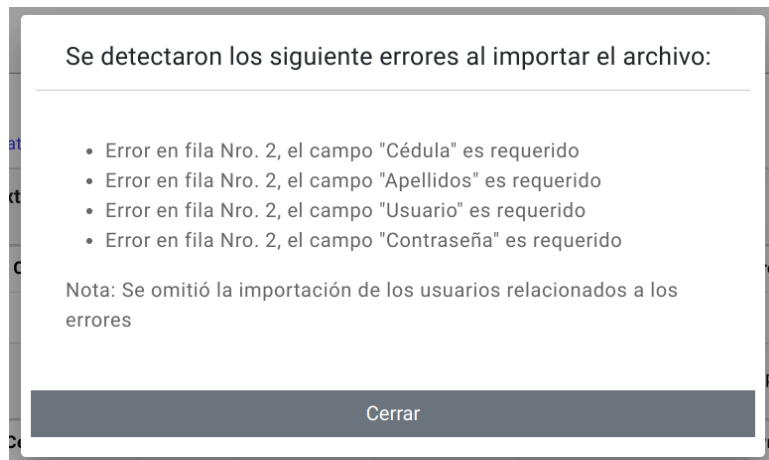 Se detectaron los siguiente errores al importar el archivo:
• Error en fila Nro. 2, el campo "Cédula" es requerido
• Error en fila Nro. 2, el campo "Apellidos" es requerido
• Error en fila Nro. 2, el campo "Usuario" es requerido
• Error en fila Nro. 2, el campo "Contraseña" es requerido
Nota: Se omitió la importación de los usuarios relacionados a los
errores
Cerrar